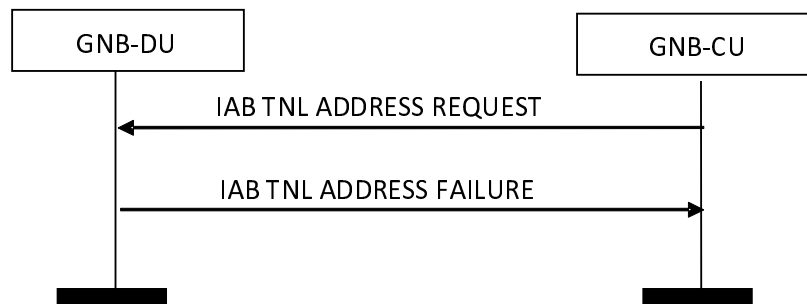 GNB-DU
GNB-CU
IAB TNL ADDRESS REQUEST
IAB TNL ADDRESS FAILURE